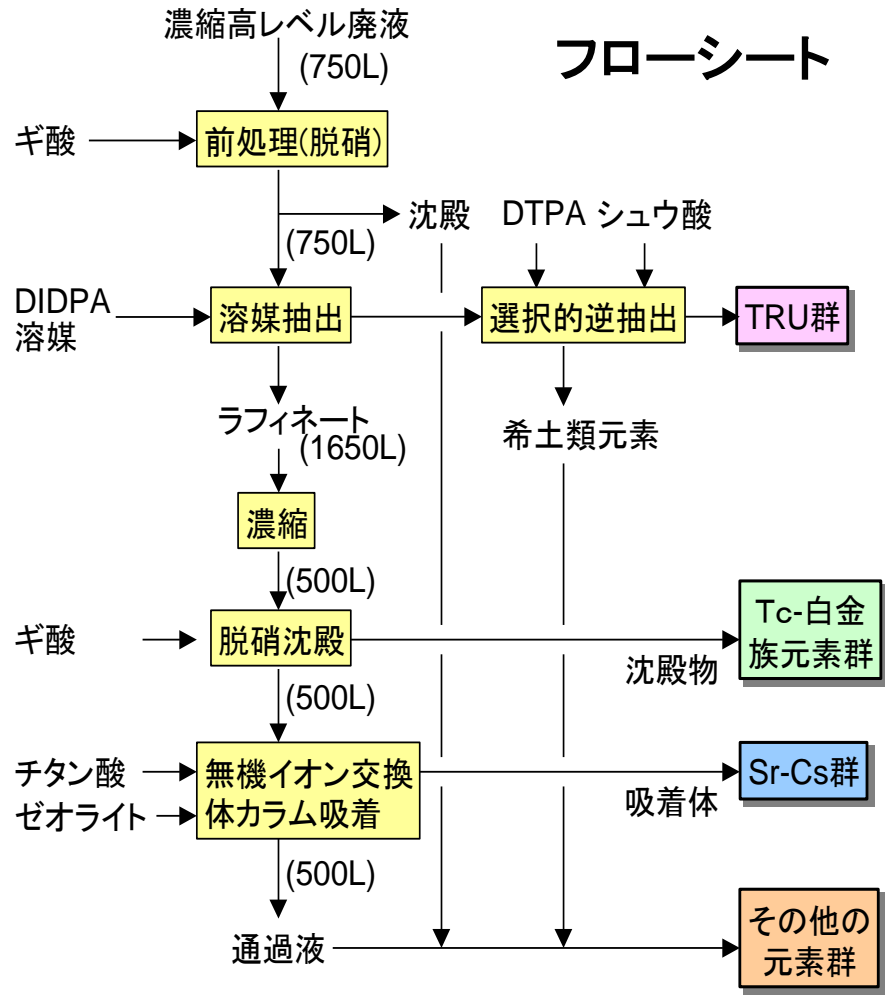 濃縮高レベル廃液
フローシート
(750L)
ギ酸
前処理(脱硝)
沈殿
DTPA シュウ酸
(750L)
DIDPA
溶媒
溶媒抽出
選択的逆抽出
TRU群
ラフィネート
(1650L)
希土類元素
濃縮
(500L)
ギ酸
脱硝沈殿
沈殿物
Tc-白金
族元素群
(500L)
チタン酸
ゼオライト
無機イオン交換
体カラム吸着
吸着体
Sr-Cs群
(500L)
通過液
その他の
元素群